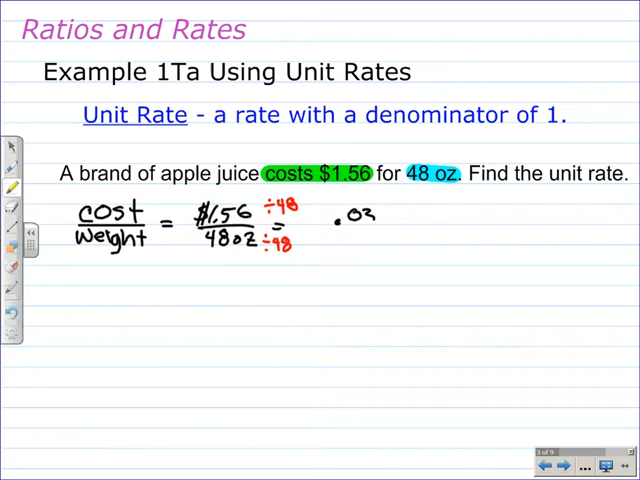 Ratios and Rates
Example 1Ta Using Unit Rates
Unit Rate - a rate with a denominator of 1.
A brand of apple juice costs $1.56 for 48 oz. Find the unit rate.
cost $1.56 ÷48
= = .03
weight 48 oz ÷48
3 of 9